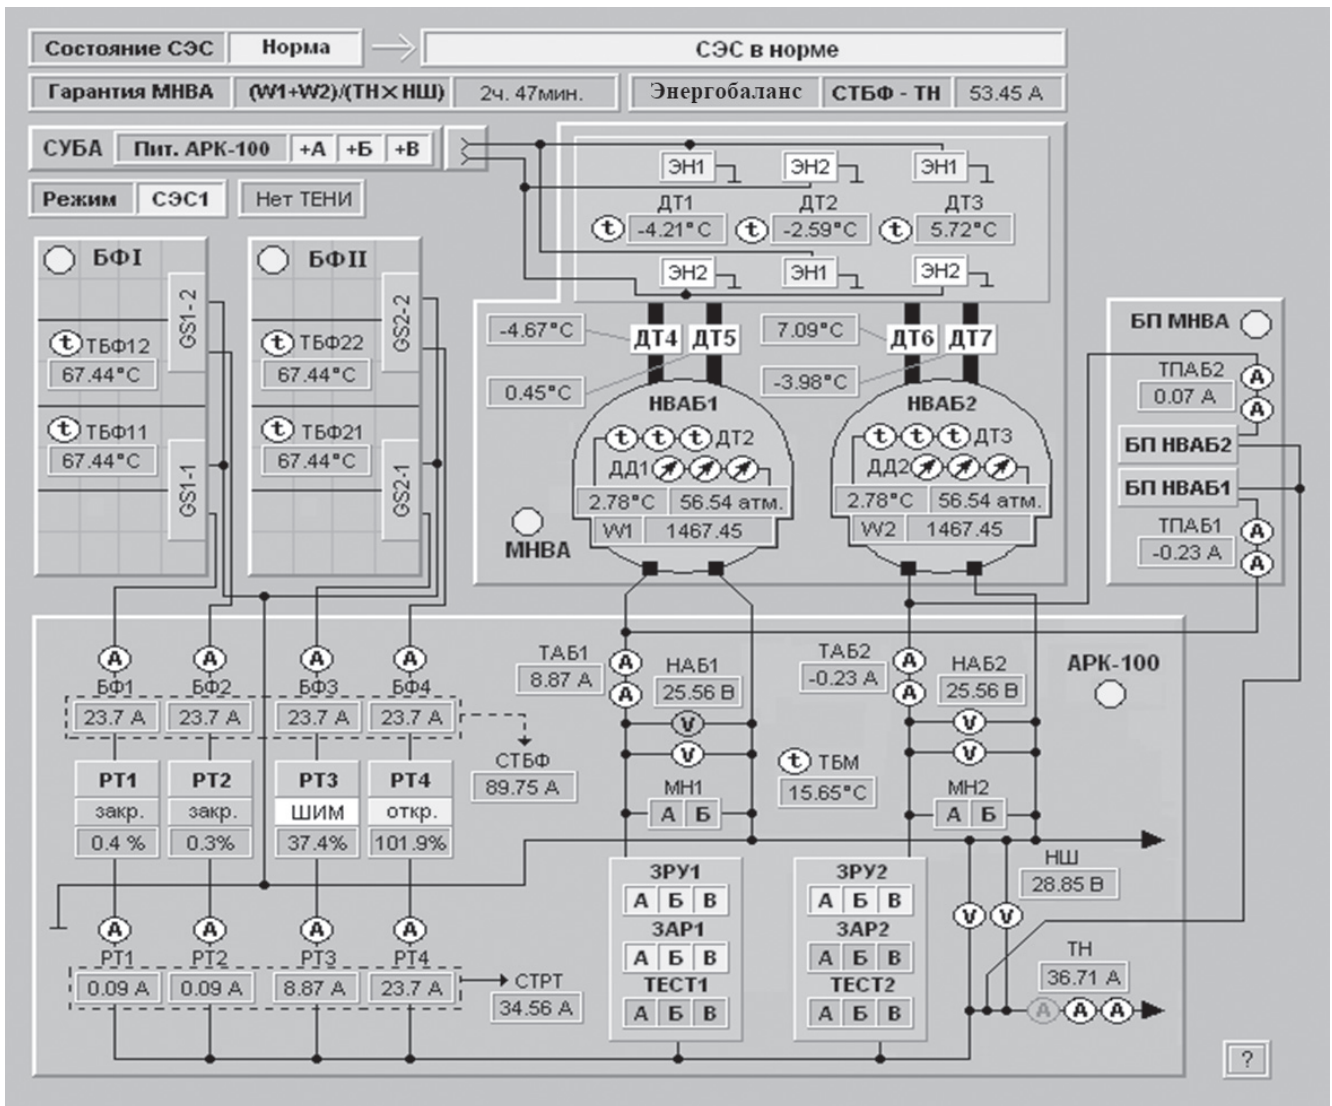 Состояние СЭС Норма СЭС в норме
Гарантия МНВА (W1+W2)/(ТН×НШ) 2ч. 47мин. Энергобаланс СТБФ - ТН 53.45 А
СУБА Пит. АРК-100 +А +Б +В
Режим СЭС1 Нет ТЕНИ
ЭН1 ЭН2 ЭН1
ДТ1 ДТ2 ДТ3
t -4.21°C t -2.59°C t 5.72°C
ЭН2 ЭН1 ЭН2
БФI
GS1-2
t ТБФ12
67.44°C
t ТБФ11
67.44°C
GS1-1
БФII
GS2-2
t ТБФ22
67.44°C
t ТБФ21
67.44°C
GS2-1
-4.67°C ДТ4 ДТ5 7.09°C ДТ6 ДТ7
0.45°C -3.98°C
НВАБ1
t t t ДТ2
ДД1
2.78°C 56.54 атм.
W1 1467.45
НВАБ2
t t t ДТ3
ДД2
2.78°C 56.54 атм.
W2 1467.45
МНВА
БП МНВА
ТПАБ2 А
0.07 А А
БП НВАБ2
БП НВАБ1
ТПАБ1 А
-0.23 А А
А А А А
БФ1 БФ2 БФ3 БФ4
23.7 А 23.7 А 23.7 А 23.7 А
СТБФ
89.75 А
РТ1 РТ2 РТ3 РТ4
закр. закр. ШИМ откр.
0.4 % 0.3% 37.4% 101.9%
А А А А
РТ1 РТ2 РТ3 РТ4
0.09 А 0.09 А 8.87 А 23.7 А
СТРТ
34.56 А
ТАБ1 А НАБ1
8.87 А А 25.56 В
V
V
МН1
А Б
t ТБМ
15.65°C
ТАБ2 А НАБ2
-0.23 А А 25.56 В
V
V
МН2
А Б
АРК-100
ЗРУ1
А Б В
ЗАР1
А Б В
ТЕСТ1
А Б В
ЗРУ2
А Б В
ЗАР2
А Б В
ТЕСТ2
А Б В
НШ
28.85 В
V V
ТН
36.71 А
А А А
?